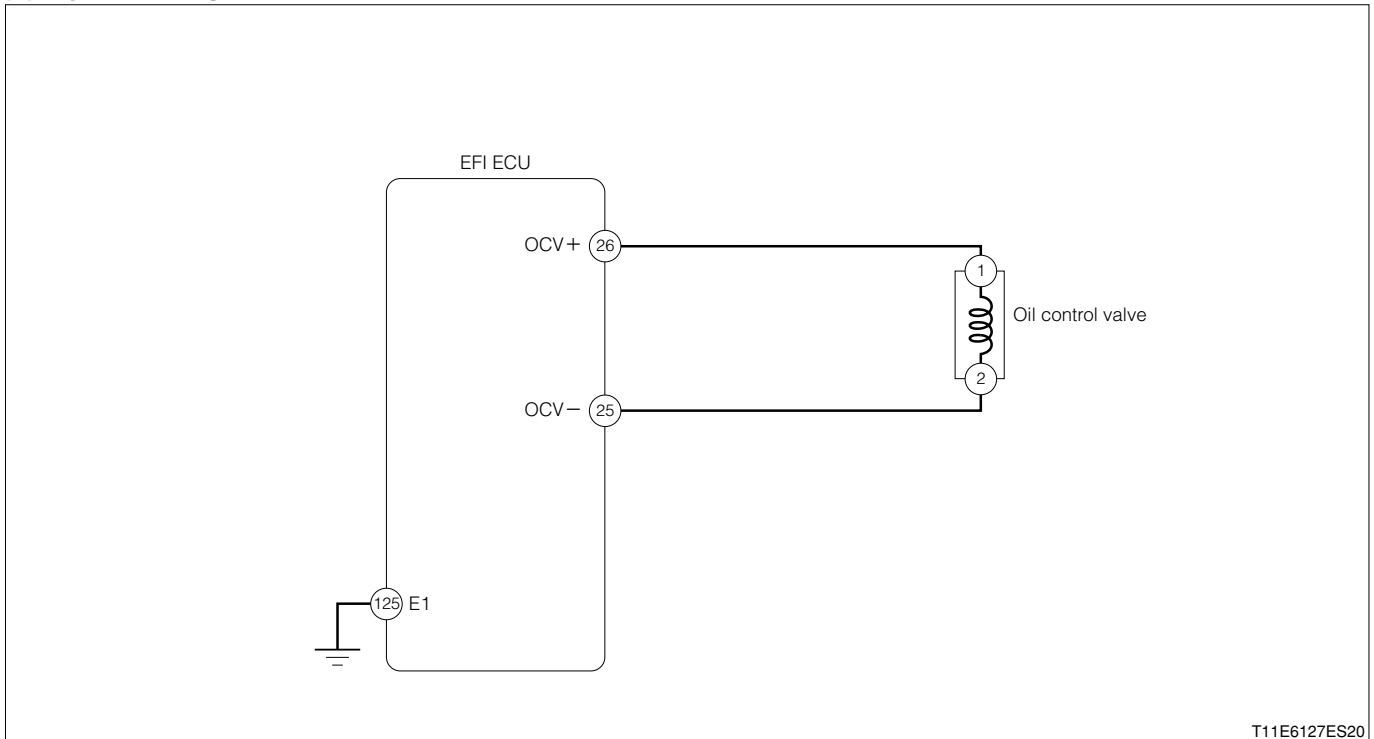 EFI ECU
OCV+ 26
1
Oil control valve
2
OCV− 25
125 E1
T11E6127ES20